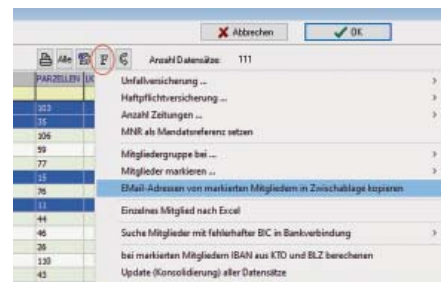 Abbrechen
OK
Alle
F
Anzahl Datensätze: 111
PARZELLEN
Unfallversicherung ...
103
Haftpflichtversicherung ...
35
Anzahl Zeitungen ...
106
MNR als Mandatsreferenz setzen
59
Mitgliedergruppe bei ...
77
Mitglieder markieren ...
15
EMail-Adressen von markierten Mitgliedern in Zwischablage kopieren
76
11
Einzelnes Mitglied nach Excel
44
Suche Mitglieder mit fehlerhafter BIC in Bankverbindung
46
26
bei markierten Mitgliedern IBAN aus KTO und BLZ berechenen
130
Update (Konsolidierung) aller Datensätze
43